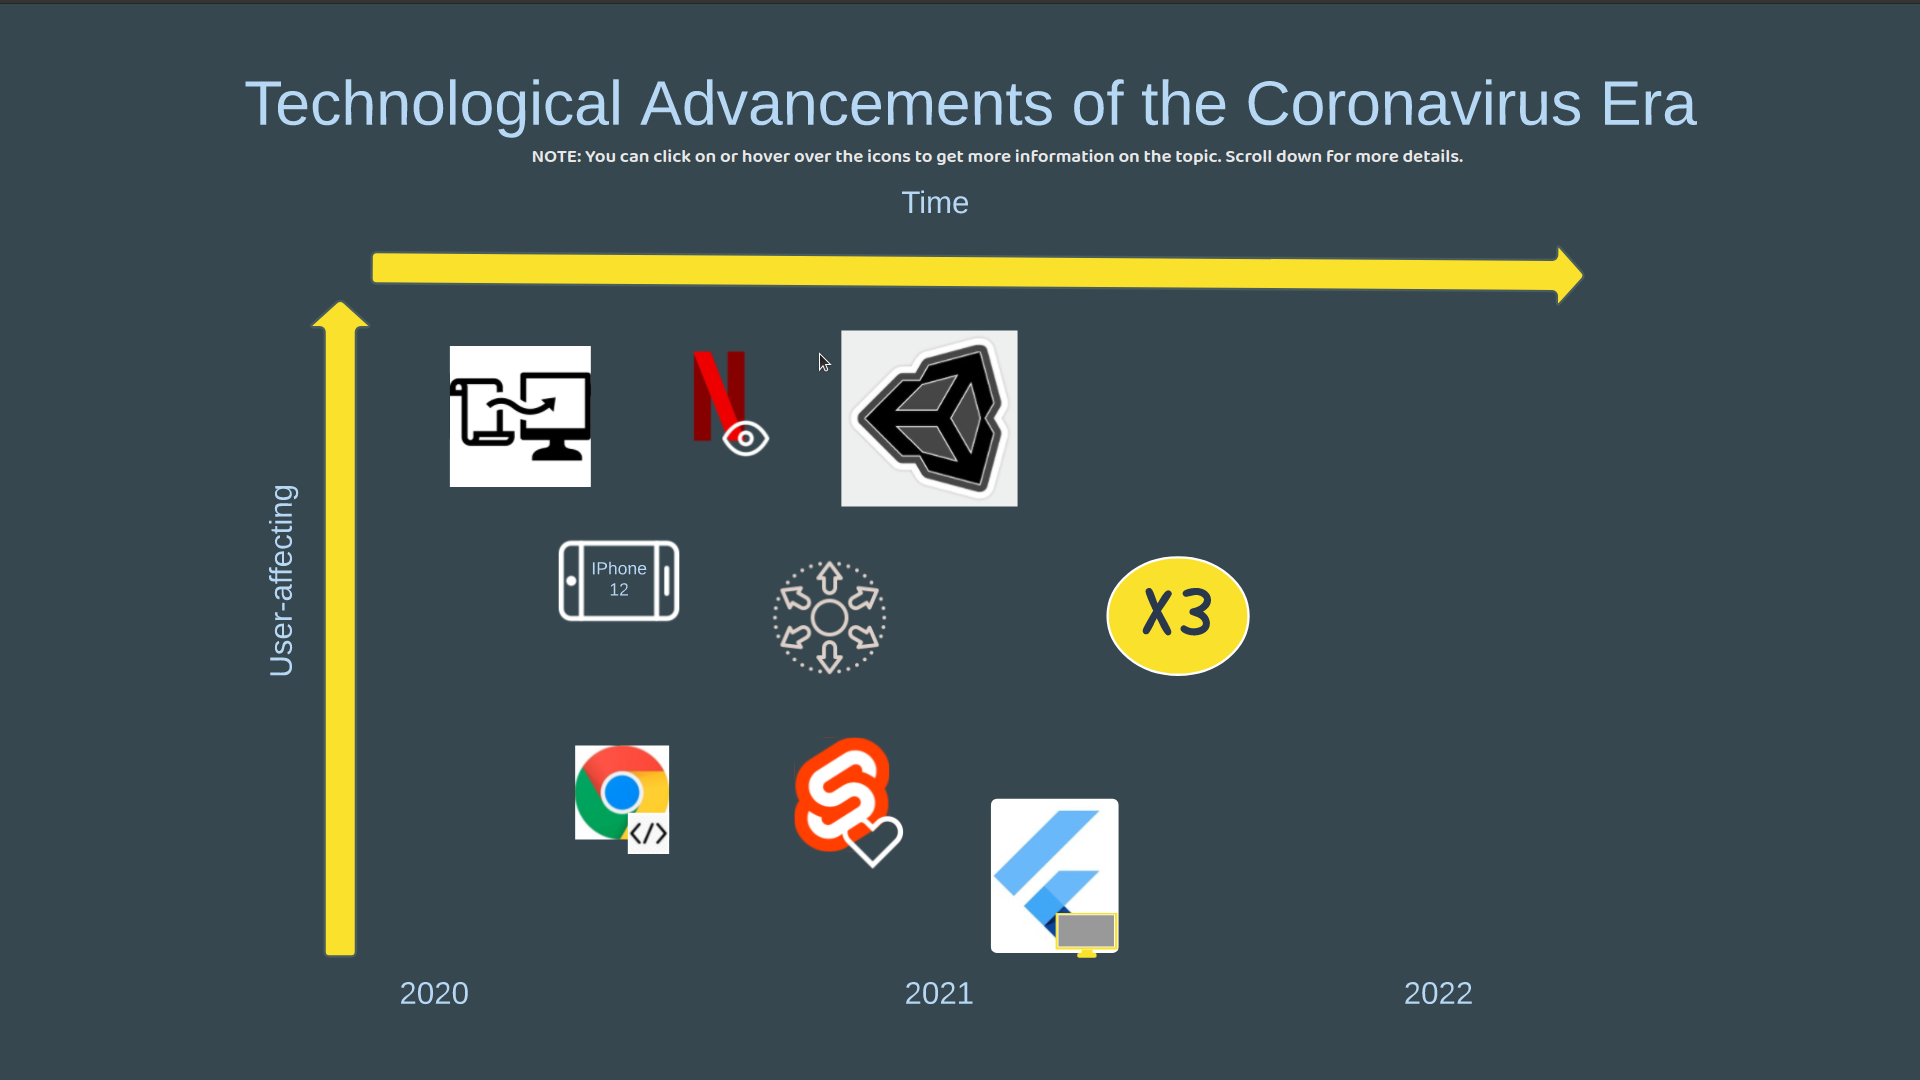 Technological Advancements of the Coronavirus Era
NOTE: You can click on or hover over the icons to get more information on the topic. Scroll down for more details.
Time
User-affecting
N
IPhone
12
X3
</>
2020
2021
2022